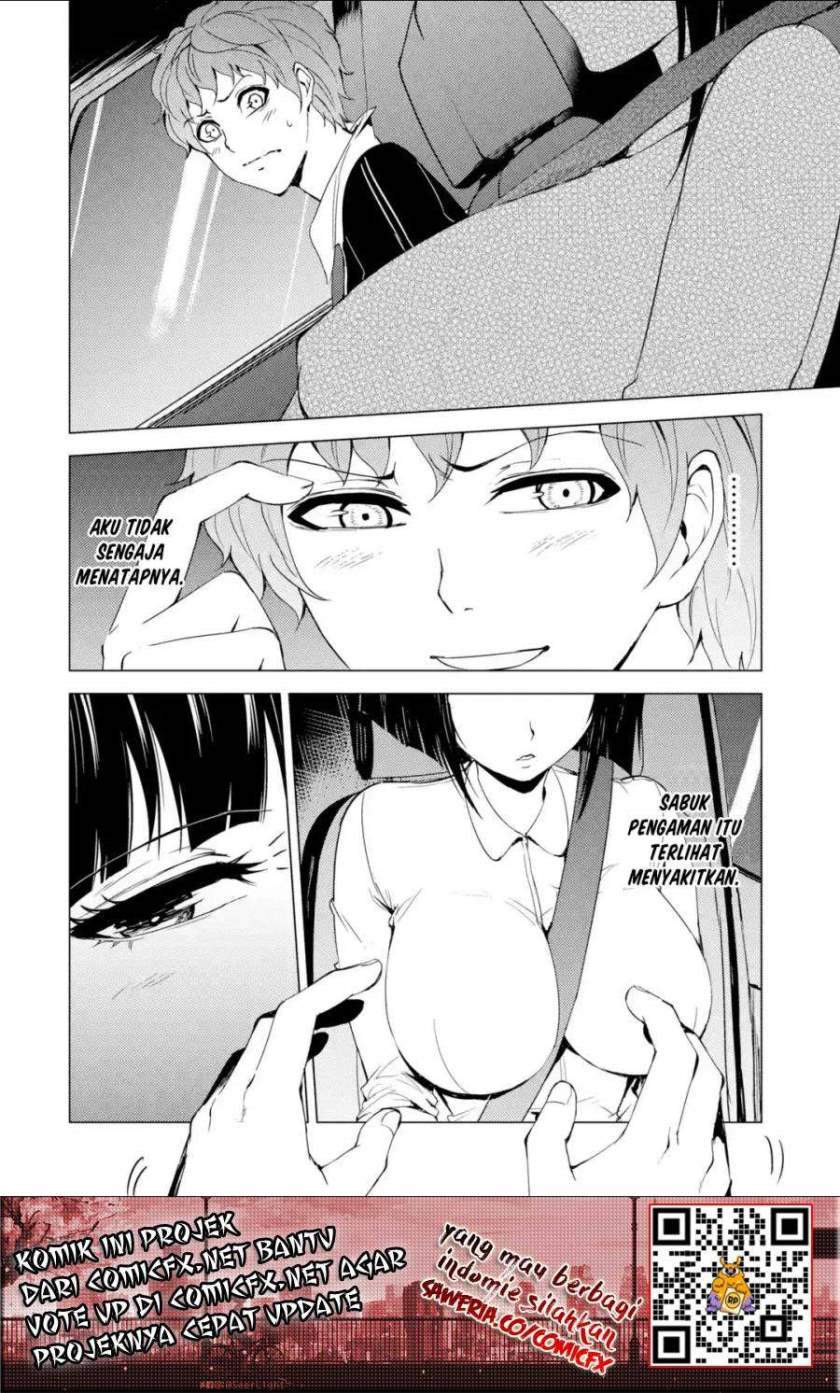 ........
AKU TIDAK
SENGAJA
MENATAPNYA.
SABUK
PENGAMAN ITU
TERLIHAT
MENYAKITKAN.
KOMIK INI PROJEK
DARI COMICFX.NET BANTU
VOTE UP DI COMICFX.NET AGAR
PROJEKNYA CEPAT UPDATE
yang mau berbagi
indomie silahkan
SAWERIA.CO/COMICFX
RP